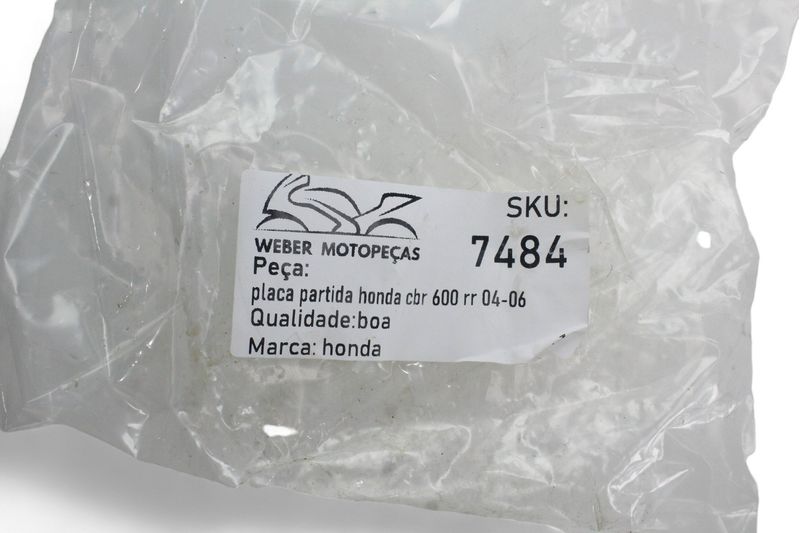 SKU:
7484
WEBER MOTOPEÇAS
Peça:
placa partida honda cbr 600 rr 04-06
Qualidade:boa
Marca: honda